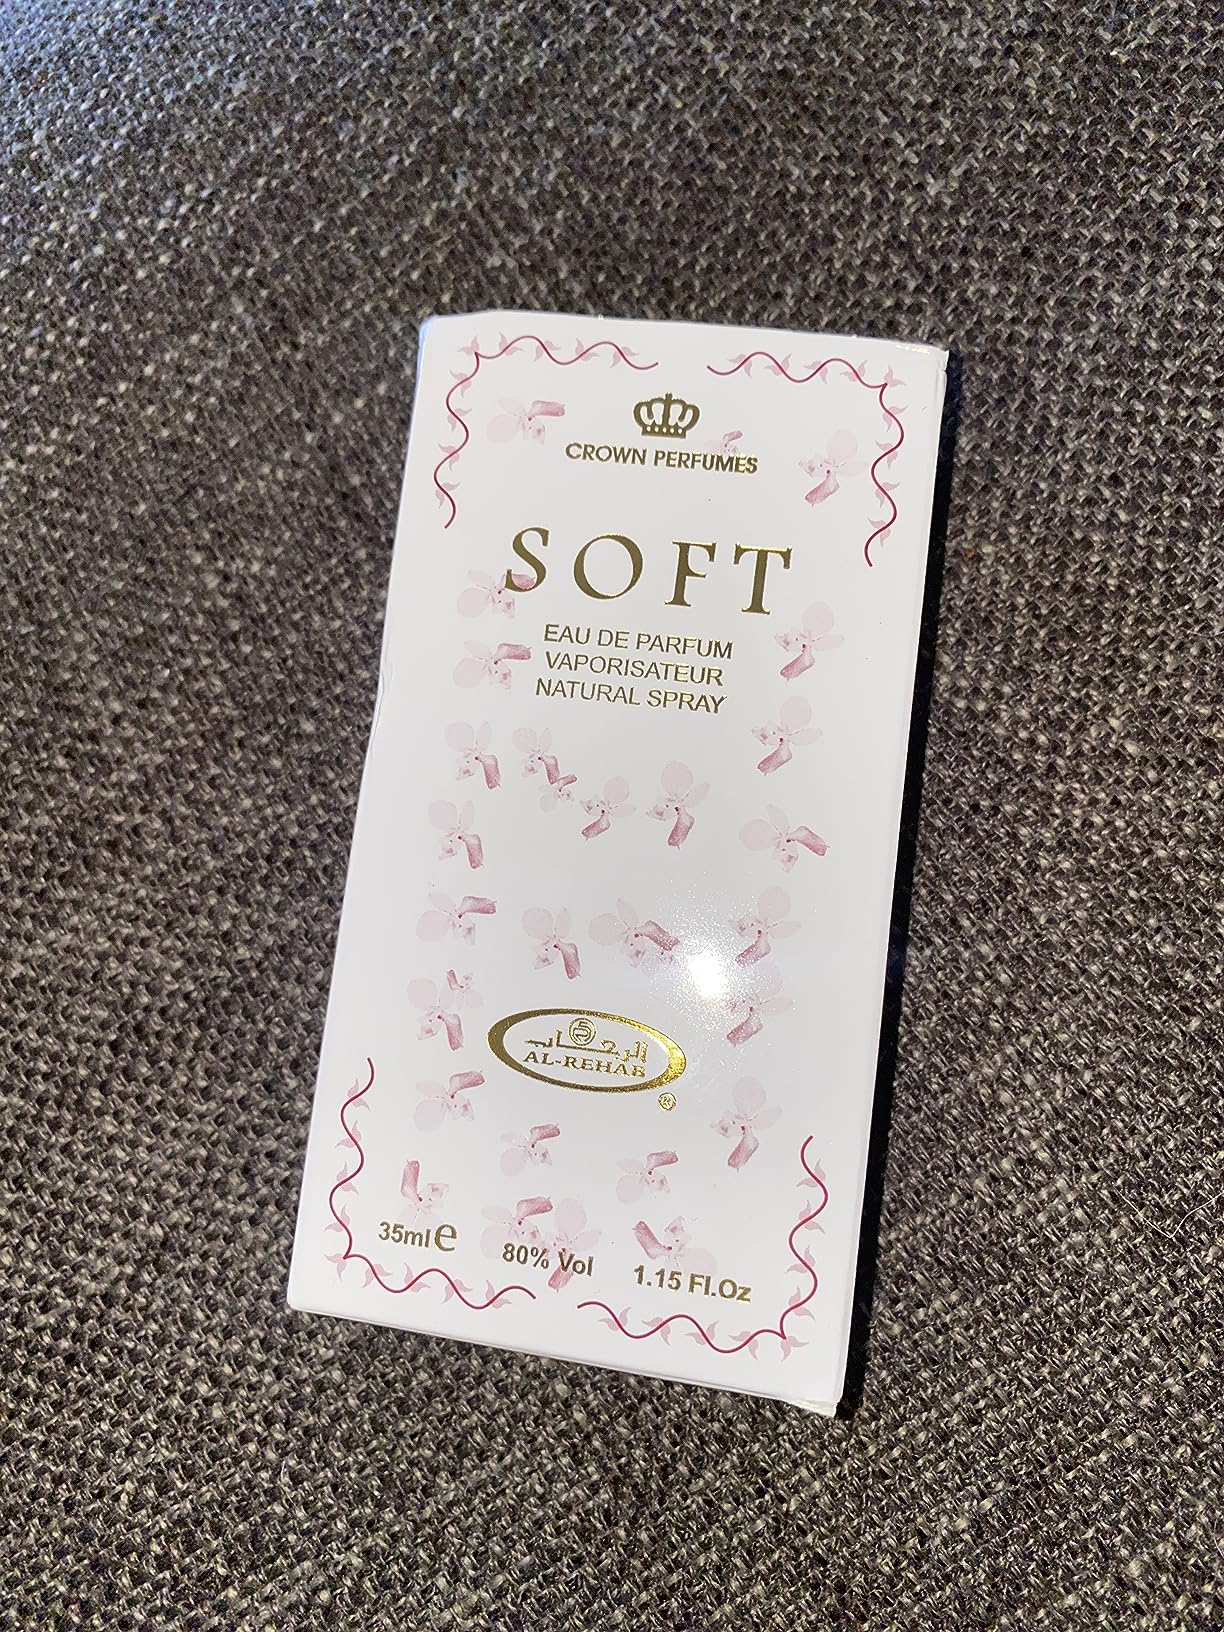 CROWN PERFUMES
SOFT
EAU DE PARFUM
VAPORISATEUR
NATURAL SPRAY
الرحاب
AL-REHAB
®
35ml e 80% Vol 1.15 Fl.Oz